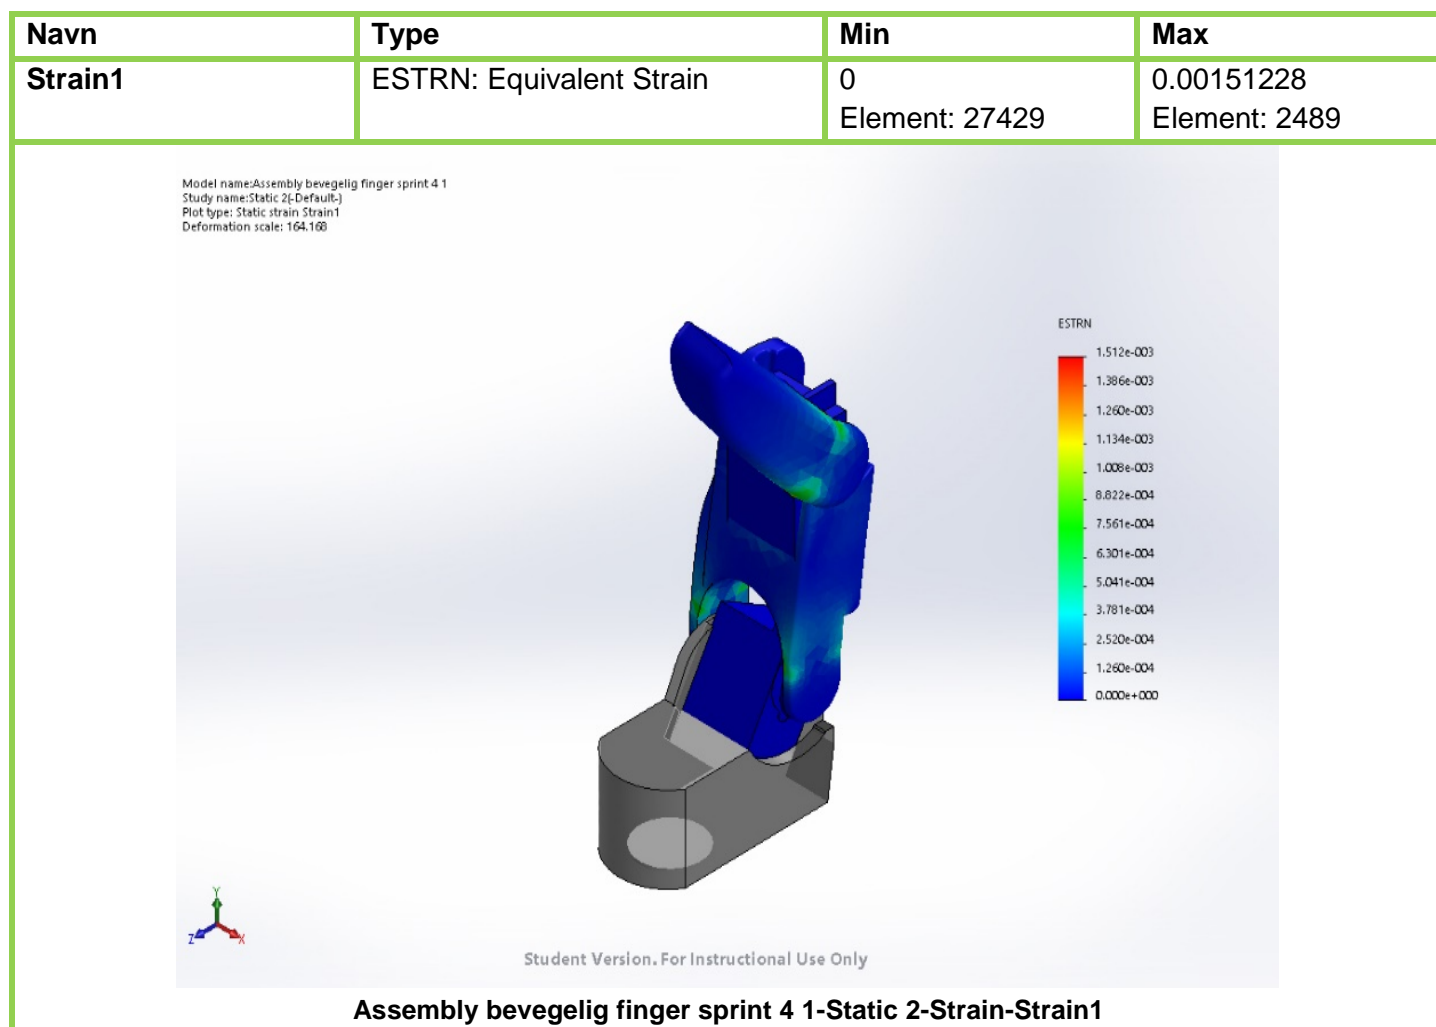 Navn Type Min Max
Strain1 ESTRN: Equivalent Strain 0 0.00151228
Element: 27429 Element: 2489
Model name:Assembly bevegelig finger sprint 4 1
Study name:Static 2(-Default-)
Plot type: Static strain Strain1
Deformation scale: 164.168
ESTRN
1.512e-003
1.386e-003
1.260e-003
1.134e-003
1.008e-003
8.822e-004
7.561e-004
6.301e-004
5.041e-004
3.781e-004
2.520e-004
1.260e-004
0.000e+000
Y
Z X
Student Version. For Instructional Use Only
Assembly bevegelig finger sprint 4 1-Static 2-Strain-Strain1